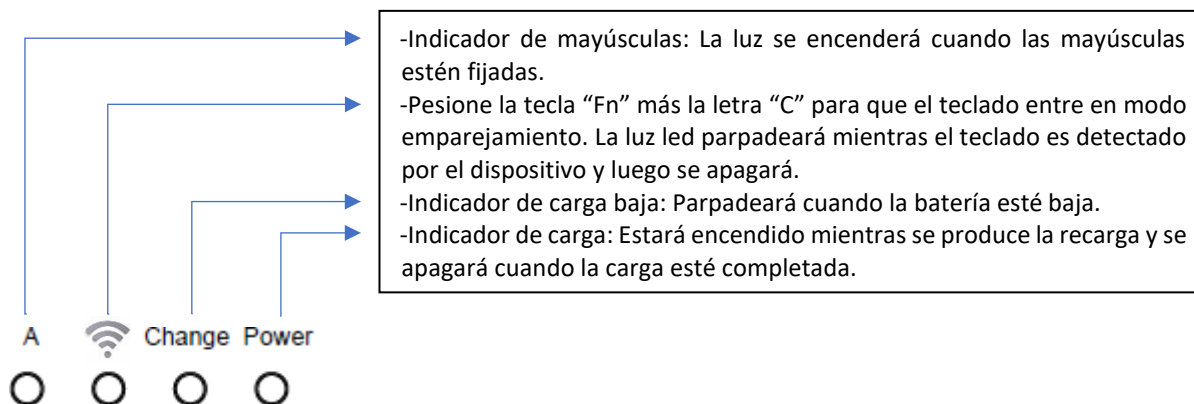 -Indicador de mayúsculas: La luz se encenderá cuando las mayúsculas
estén fijadas.
-Pesione la tecla “Fn” más la letra “C” para que el teclado entre en modo
emparejamiento. La luz led parpadeará mientras el teclado es detectado
por el dispositivo y luego se apagará.
-Indicador de carga baja: Parpadeará cuando la batería esté baja.
-Indicador de carga: Estará encendido mientras se produce la recarga y se
apagará cuando la carga esté completada.
A Change Power